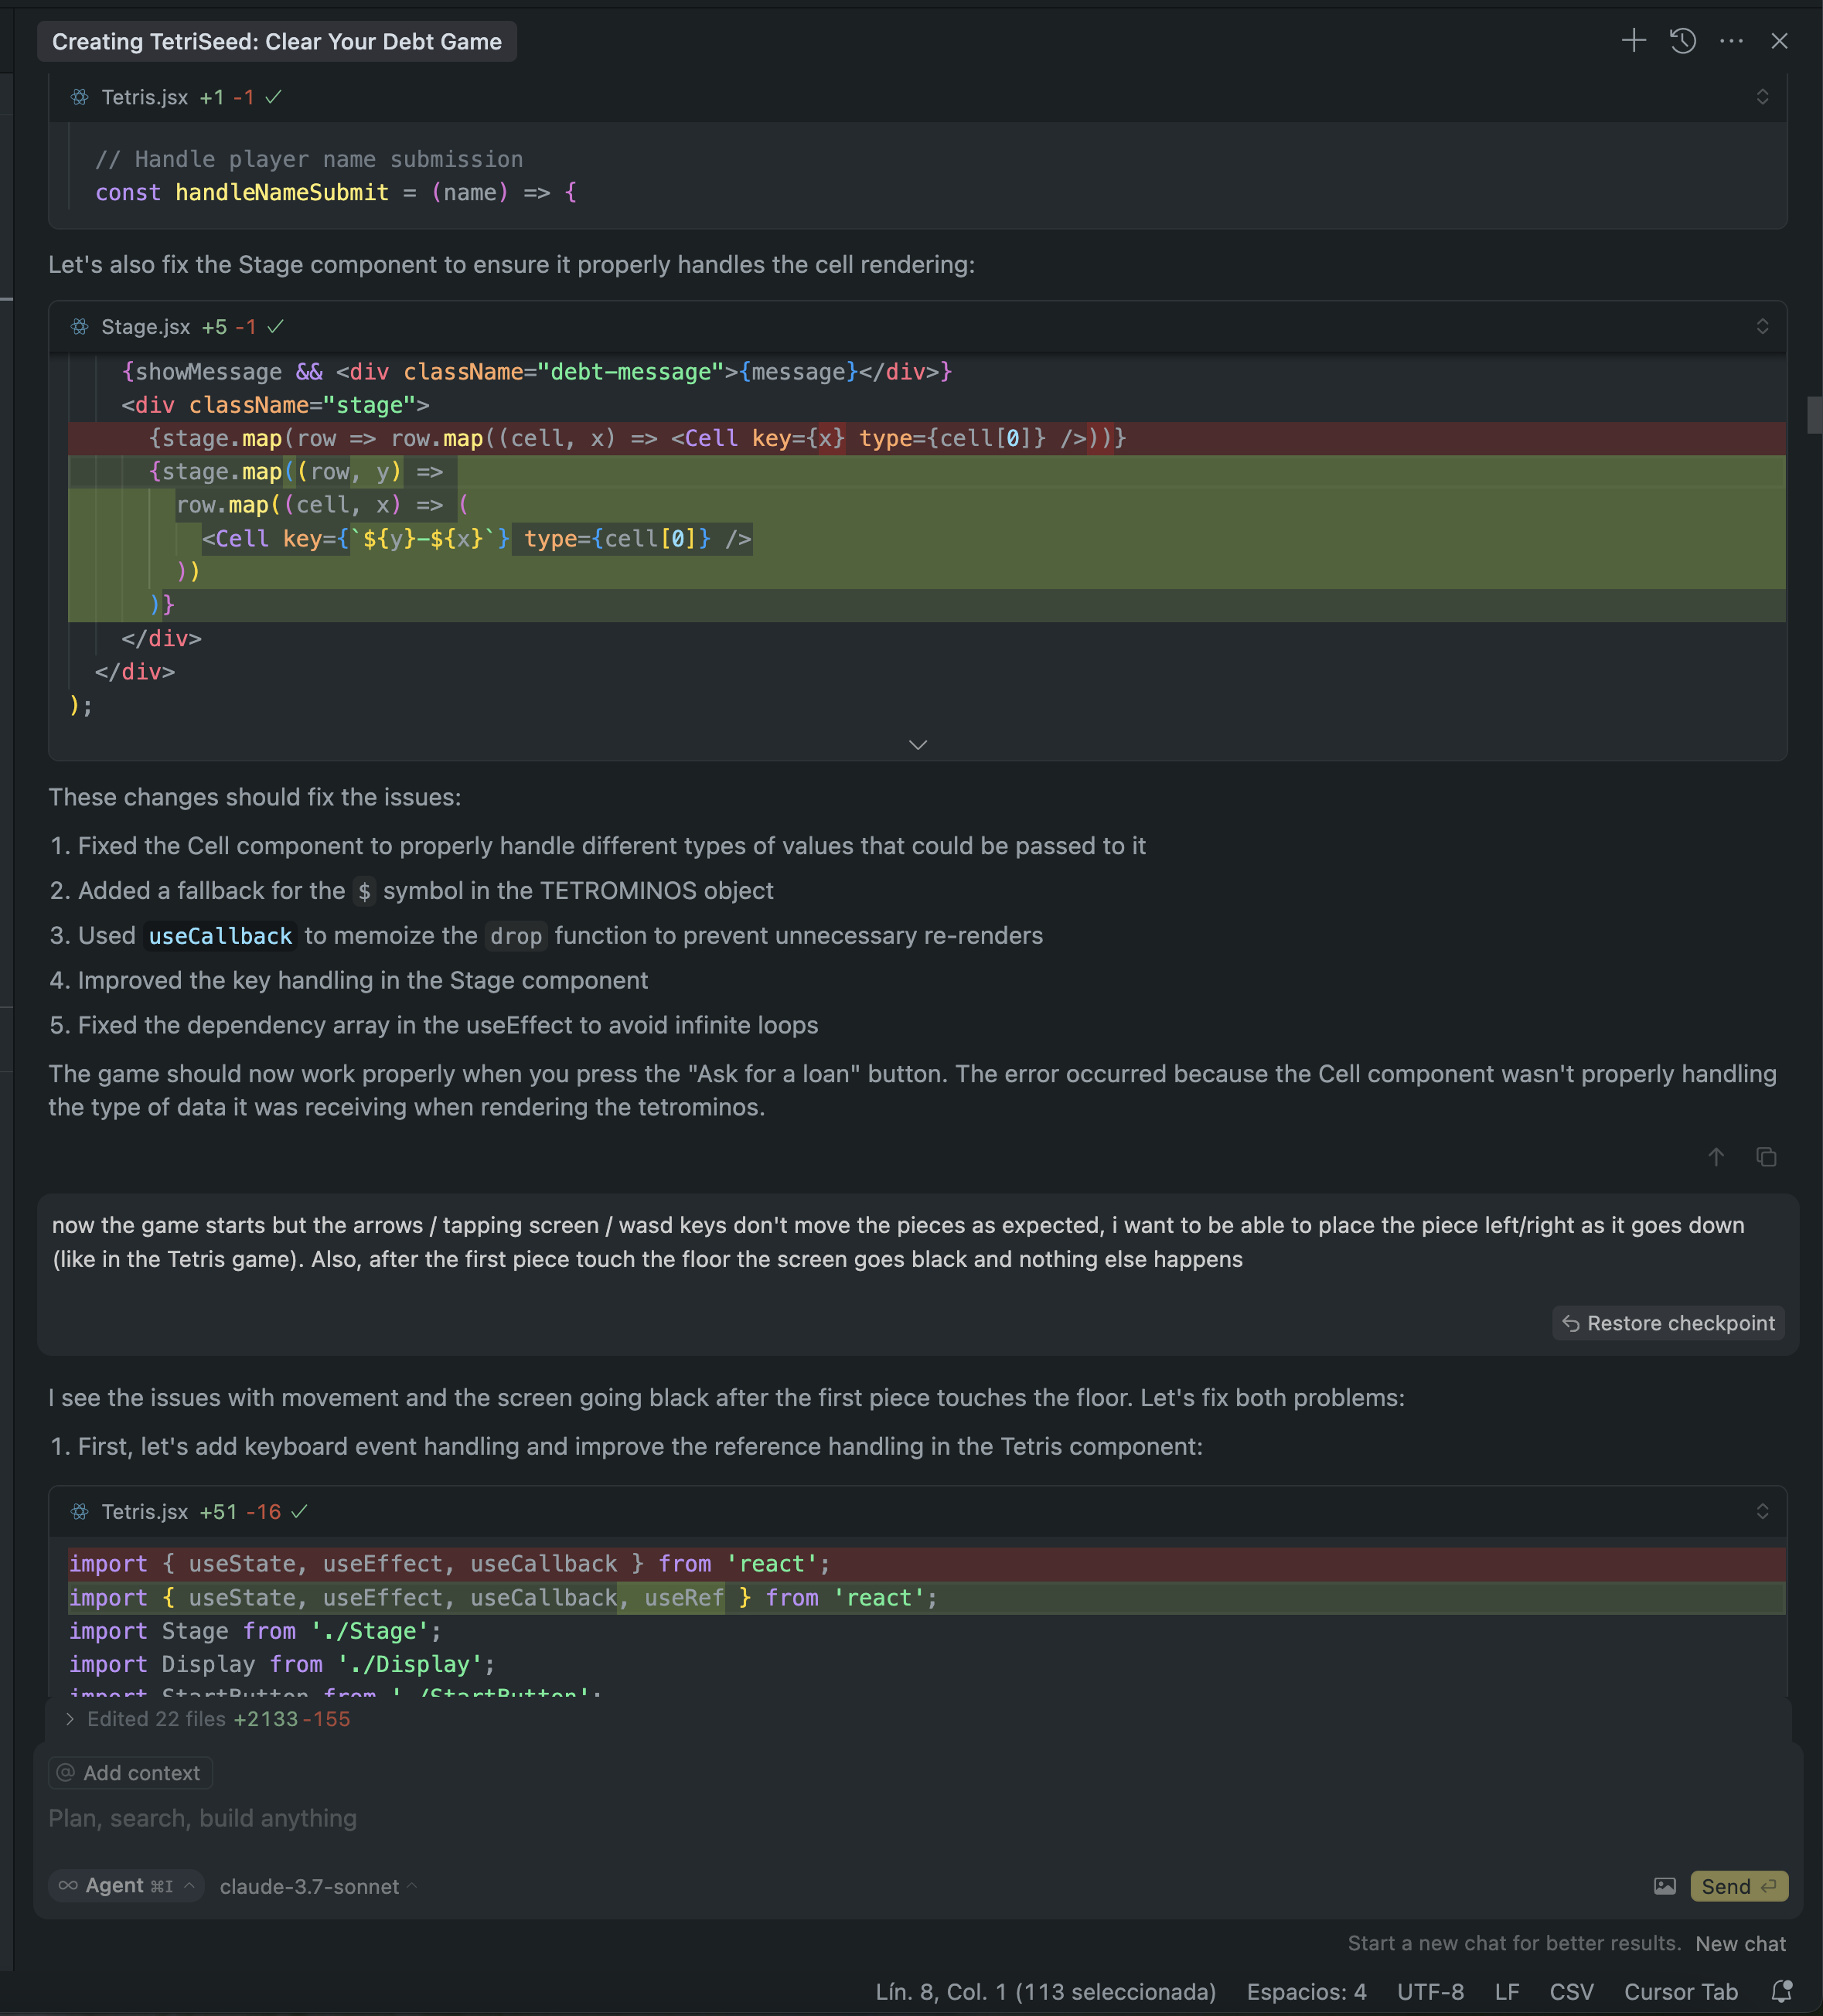 Creating TetriSeed: Clear Your Debt Game
Tetris.jsx +1 -1
// Handle player name submission
const handleNameSubmit = (name) => {
Let's also fix the Stage component to ensure it properly handles the cell rendering:
Stage.jsx +5 -1
{showMessage && <div className="debt-message">{message}</div>}
<div className="stage">
{stage.map(row => row.map((cell, x) => <Cell key={x} type={cell[0]} />))}
{stage.map((row, y) =>
row.map((cell, x) => (
<Cell key={`${y}-${x}`} type={cell[0]} />
))
)}
</div>
</div>
);
These changes should fix the issues:
1. Fixed the Cell component to properly handle different types of values that could be passed to it
2. Added a fallback for the $ symbol in the TETROMINOS object
3. Used useCallback to memoize the drop function to prevent unnecessary re-renders
4. Improved the key handling in the Stage component
5. Fixed the dependency array in the useEffect to avoid infinite loops
The game should now work properly when you press the "Ask for a loan" button. The error occurred because the Cell component wasn't properly handling
the type of data it was receiving when rendering the tetrominos.
now the game starts but the arrows / tapping screen / wasd keys don't move the pieces as expected, i want to be able to place the piece left/right as it goes down
(like in the Tetris game). Also, after the first piece touch the floor the screen goes black and nothing else happens
Restore checkpoint
I see the issues with movement and the screen going black after the first piece touches the floor. Let's fix both problems:
1. First, let's add keyboard event handling and improve the reference handling in the Tetris component:
Tetris.jsx +51 -16
import { useState, useEffect, useCallback } from 'react';
import { useState, useEffect, useCallback, useRef } from 'react';
import Stage from './Stage';
import Display from './Display';
import StartButton from './StartButton';
Edited 22 files +2133 -155
@ Add context
Plan, search, build anything
Agent ⌘I
claude-3.7-sonnet
Send
Start a new chat for better results. New chat
Lín. 8, Col. 1 (113 seleccionada) Espacios: 4 UTF-8 LF CSV Cursor Tab